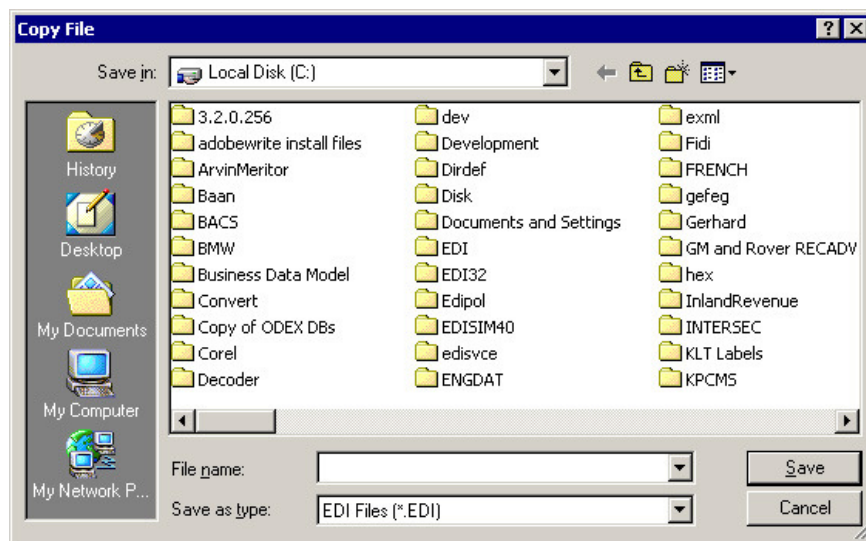 Copy File
Save in: Local Disk (C:)
History
Desktop
My Documents
My Computer
My Network P...
3.2.0.256
adobewrite install files
ArvinMeritor
Baan
BACS
BMW
Business Data Model
Convert
Copy of ODEX DBs
Corel
Decoder
dev
Development
Dirdef
Disk
Documents and Settings
EDI
EDI32
Edipol
EDISIM40
edisvce
ENGDAT
exml
Fidi
FRENCH
gefeg
Gerhard
GM and Rover RECADV
hex
InlandRevenue
INTERSEC
KLT Labels
KPCMS
File name:
Save
Save as type: EDI Files (*.EDI)
Cancel